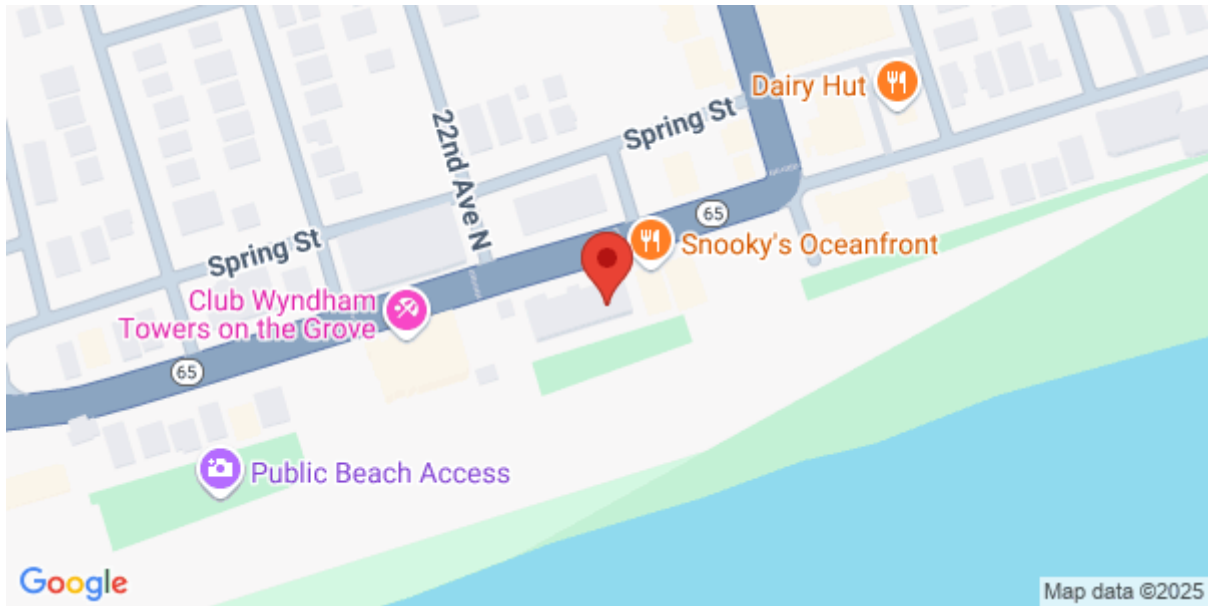 Dairy Hut
Spring St
22nd Ave N
65
Snooky's Oceanfront
Spring St
Club Wyndham
Towers on the Grove
65
Public Beach Access
Google
Map data ©2025